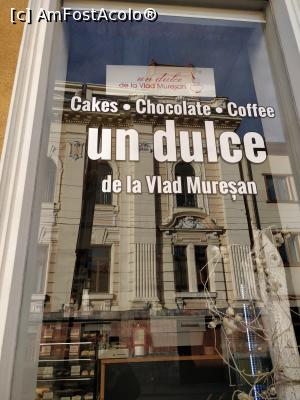 [c] AmFostAcolo®
un dulce
de la Vlad Mureșan
Cakes • Chocolate • Coffee
un dulce
de la Vlad Mureșan